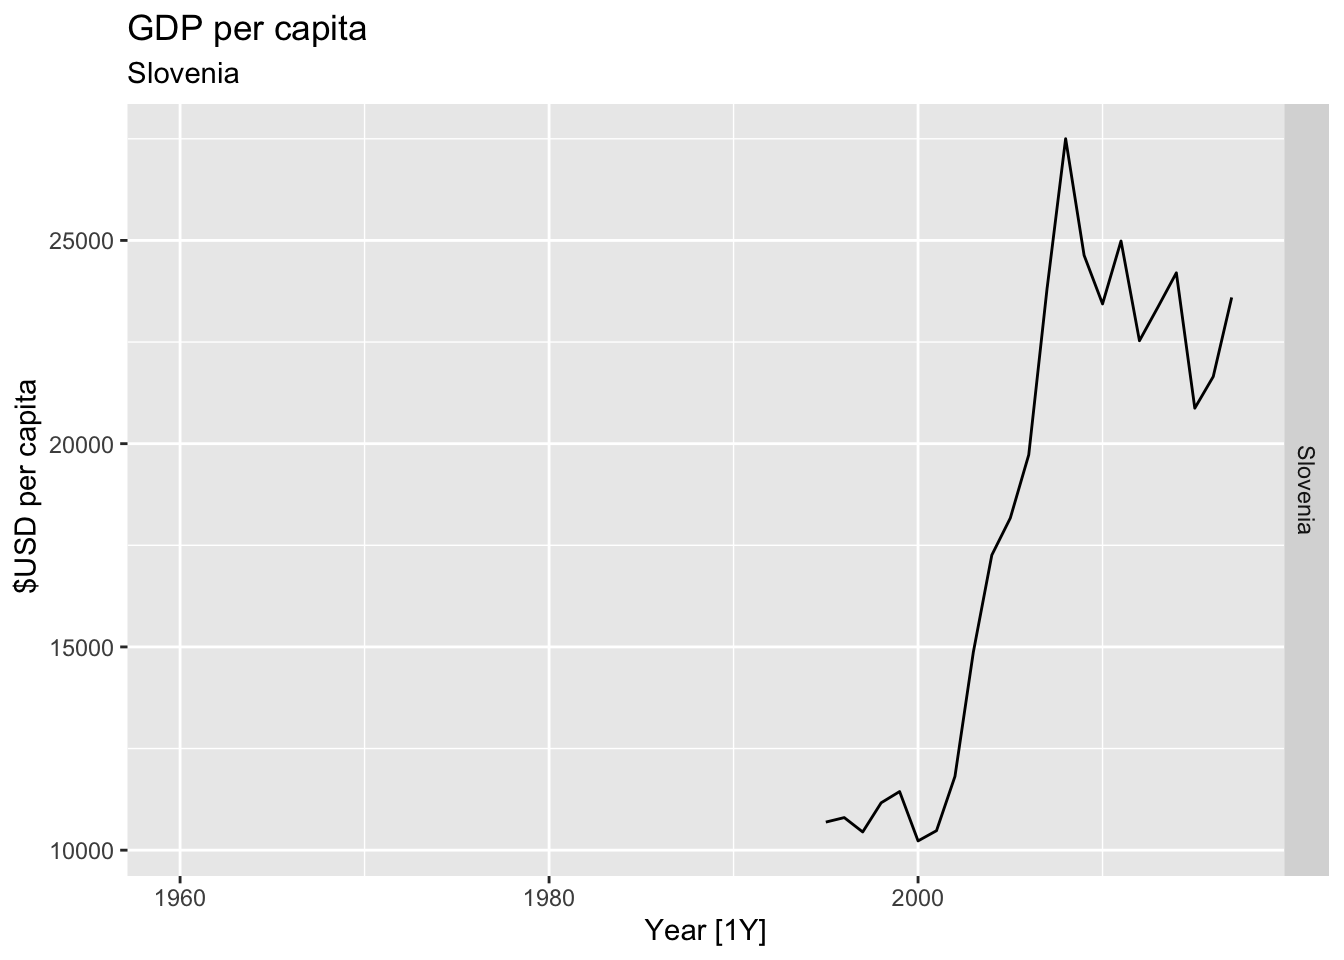 GDP per capita
Slovenia
25000
20000
15000
10000
$USD per capita
Slovenia
1960
1980
2000
Year [1Y]